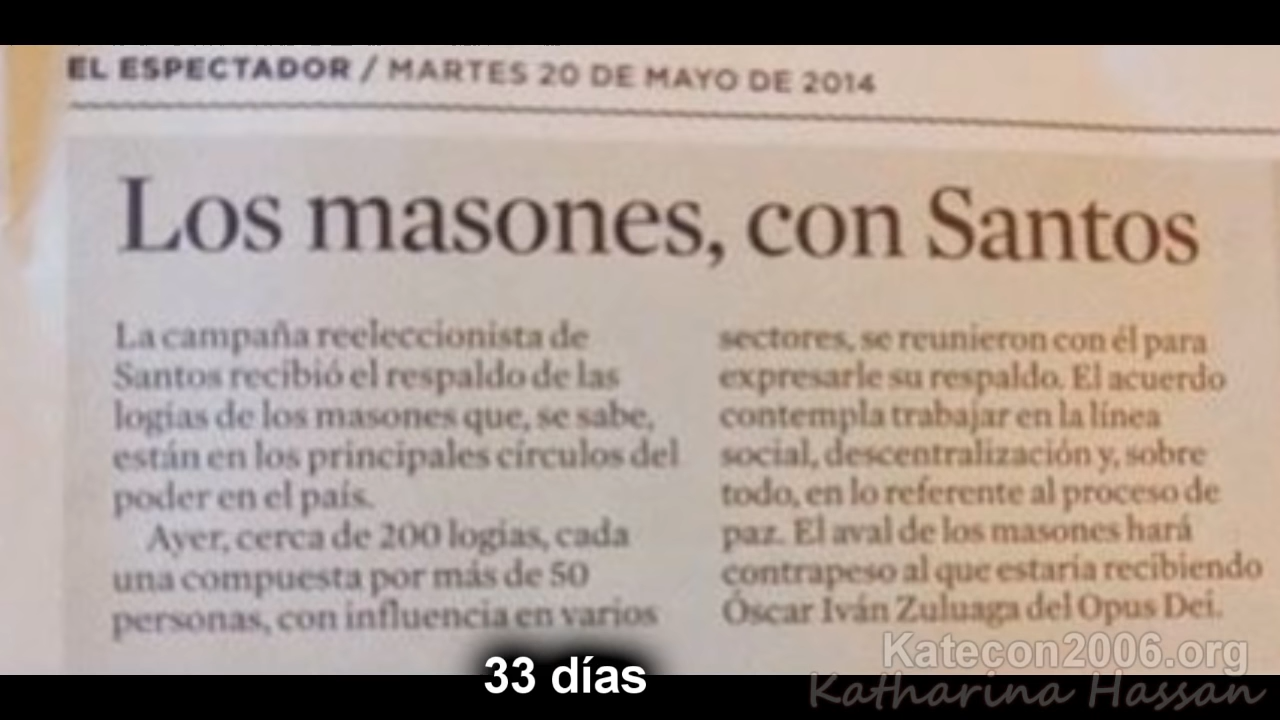 EL ESPECTADOR / MARTES 20 DE MAYO DE 2014
Los masones, con Santos
La campaña reeleccionista de
Santos recibió el respaldo de las
logias de los masones que, se sabe,
están en los principales círculos del
poder en el país.
Ayer, cerca de 200 logias, cada
una compuesta por más de 50
personas, con influencia en varios
sectores, se reunieron con él para
expresarle su respaldo. El acuerdo
contempla trabajar en la línea
social, descentralización y, sobre
todo, en lo referente al proceso de
paz. El aval de los masones hará
contrapeso al que estaría recibiendo
Óscar Iván Zuluaga del Opus Dei.
33 días
Katecon2006.org
Katharina Hassan